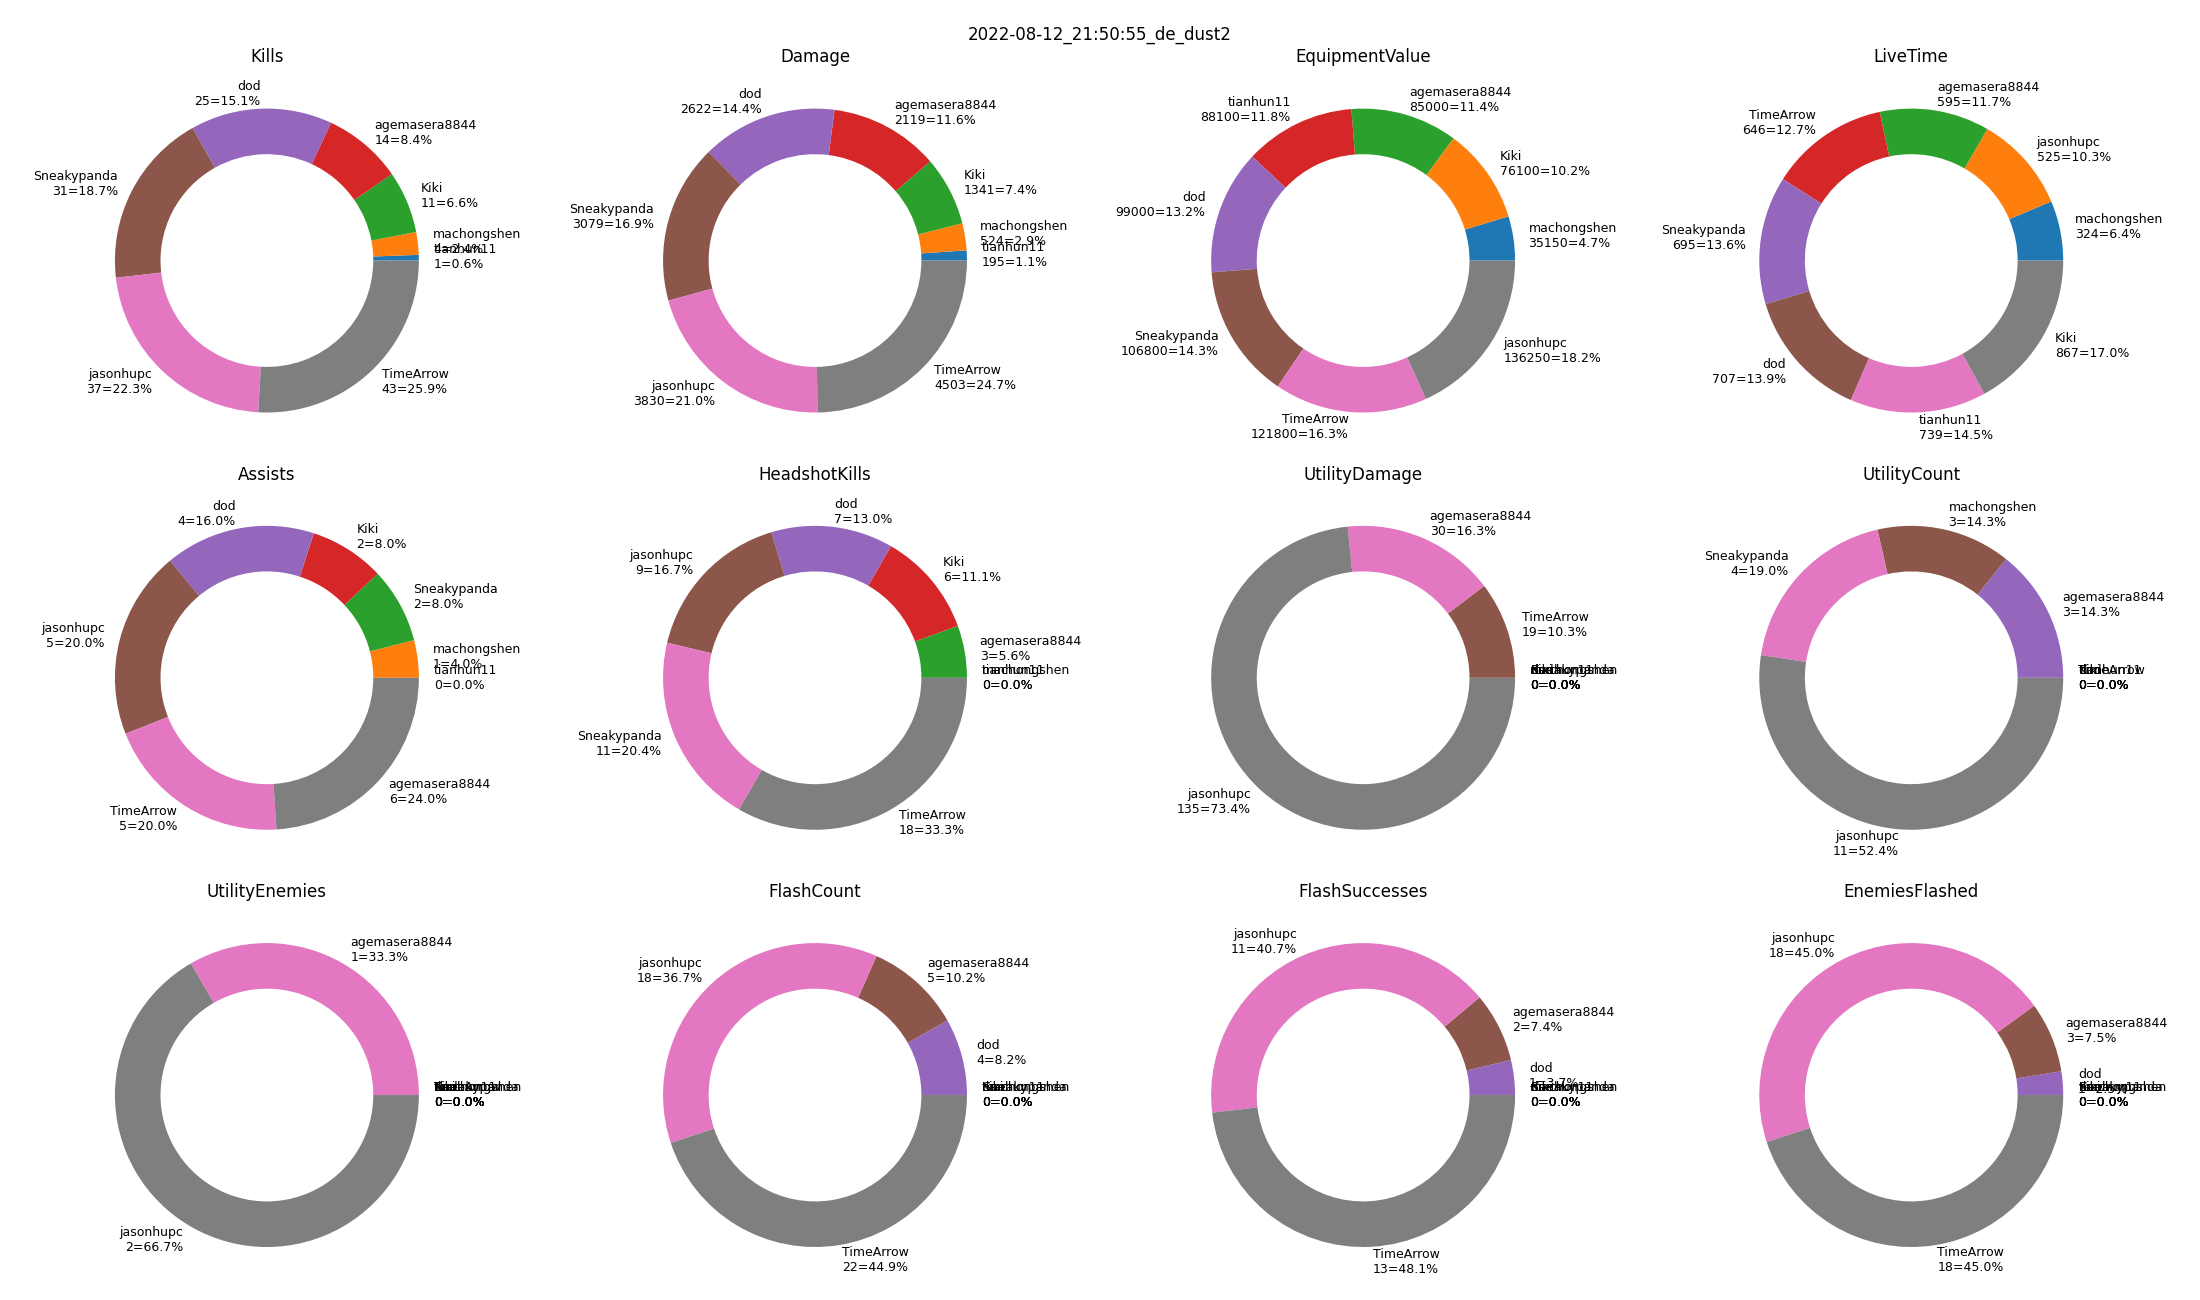 2022-08-12_21:50:55_de_dust2
Kills
dod
25=15.1%
agemasera8844
14=8.4%
Sneakypanda
31=18.7%
Kiki
11=6.6%
machongshen
4=2.4%
tianhun11
1=0.6%
jasonhupc
37=22.3%
TimeArrow
43=25.9%
Damage
dod
2622=14.4%
agemasera8844
2119=11.6%
Sneakypanda
3079=16.9%
Kiki
1341=7.4%
machongshen
524=2.9%
tianhun11
195=1.1%
jasonhupc
3830=21.0%
TimeArrow
4503=24.7%
EquipmentValue
tianhun11
88100=11.8%
agemasera8844
85000=11.4%
Kiki
76100=10.2%
dod
99000=13.2%
machongshen
35150=4.7%
Sneakypanda
106800=14.3%
jasonhupc
136250=18.2%
TimeArrow
121800=16.3%
LiveTime
agemasera8844
595=11.7%
TimeArrow
646=12.7%
jasonhupc
525=10.3%
Sneakypanda
695=13.6%
machongshen
324=6.4%
dod
707=13.9%
Kiki
867=17.0%
tianhun11
739=14.5%
Assists
dod
4=16.0%
Kiki
2=8.0%
Sneakypanda
2=8.0%
jasonhupc
5=20.0%
machongshen
1=4.0%
tianhun11
0=0.0%
agemasera8844
6=24.0%
TimeArrow
5=20.0%
HeadshotKills
dod
7=13.0%
jasonhupc
9=16.7%
Kiki
6=11.1%
agemasera8844
3=5.6%
tianhun11
machongshen
0=0.0%
Sneakypanda
11=20.4%
TimeArrow
18=33.3%
UtilityDamage
agemasera8844
30=16.3%
TimeArrow
19=10.3%
0=0.0%
jasonhupc
135=73.4%
UtilityCount
machongshen
3=14.3%
Sneakypanda
4=19.0%
agemasera8844
3=14.3%
0=0.0%
jasonhupc
11=52.4%
UtilityEnemies
agemasera8844
1=33.3%
0=0.0%
jasonhupc
2=66.7%
FlashCount
jasonhupc
18=36.7%
agemasera8844
5=10.2%
dod
4=8.2%
0=0.0%
TimeArrow
22=44.9%
FlashSuccesses
jasonhupc
11=40.7%
agemasera8844
2=7.4%
dod
1=3.7%
0=0.0%
TimeArrow
13=48.1%
EnemiesFlashed
jasonhupc
18=45.0%
agemasera8844
3=7.5%
dod
0=0.0%
TimeArrow
18=45.0%